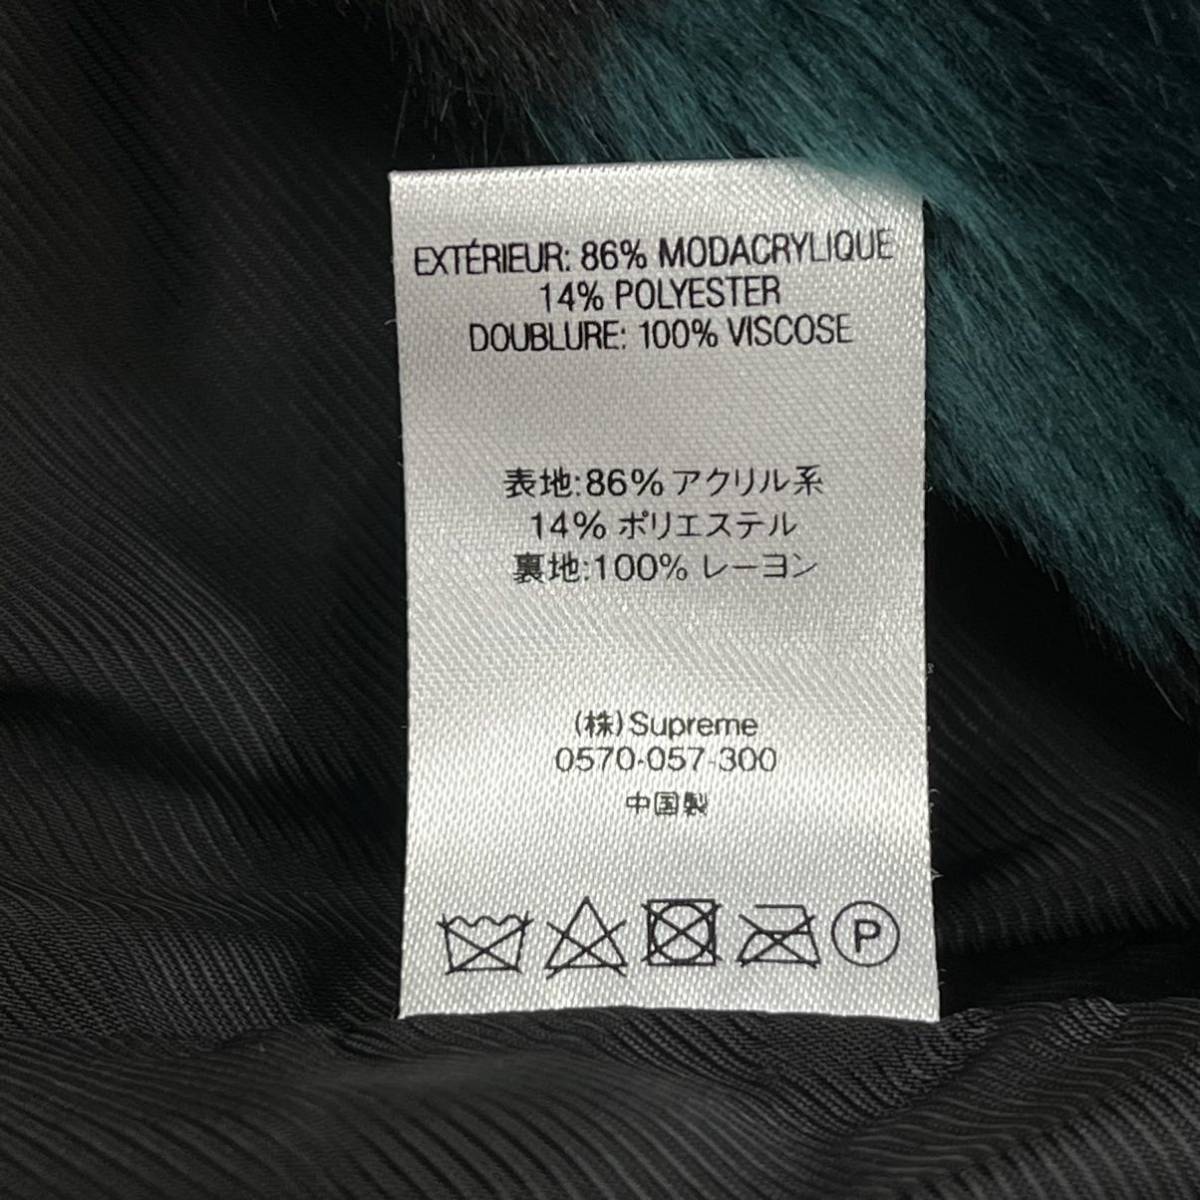 EXTÉRIEUR: 86% MODACRYLIQUE
14% POLYESTER
DOUBLURE: 100% VISCOSE
表地:86% アクリル系
14% ポリエステル
裏地:100% レーヨン
(株)Supreme
0570-057-300
中国製
P